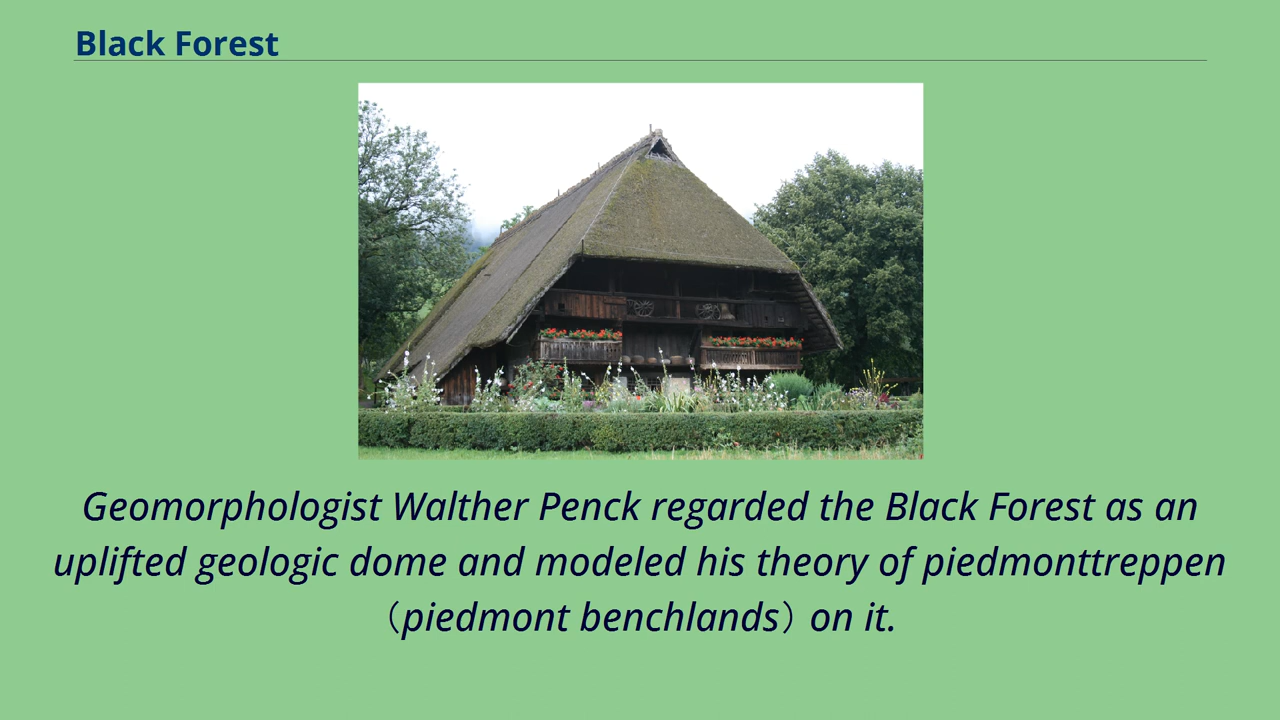 Black Forest
Geomorphologist Walther Penck regarded the Black Forest as an
uplifted geologic dome and modeled his theory of piedmonttreppen
（piedmont benchlands）on it.